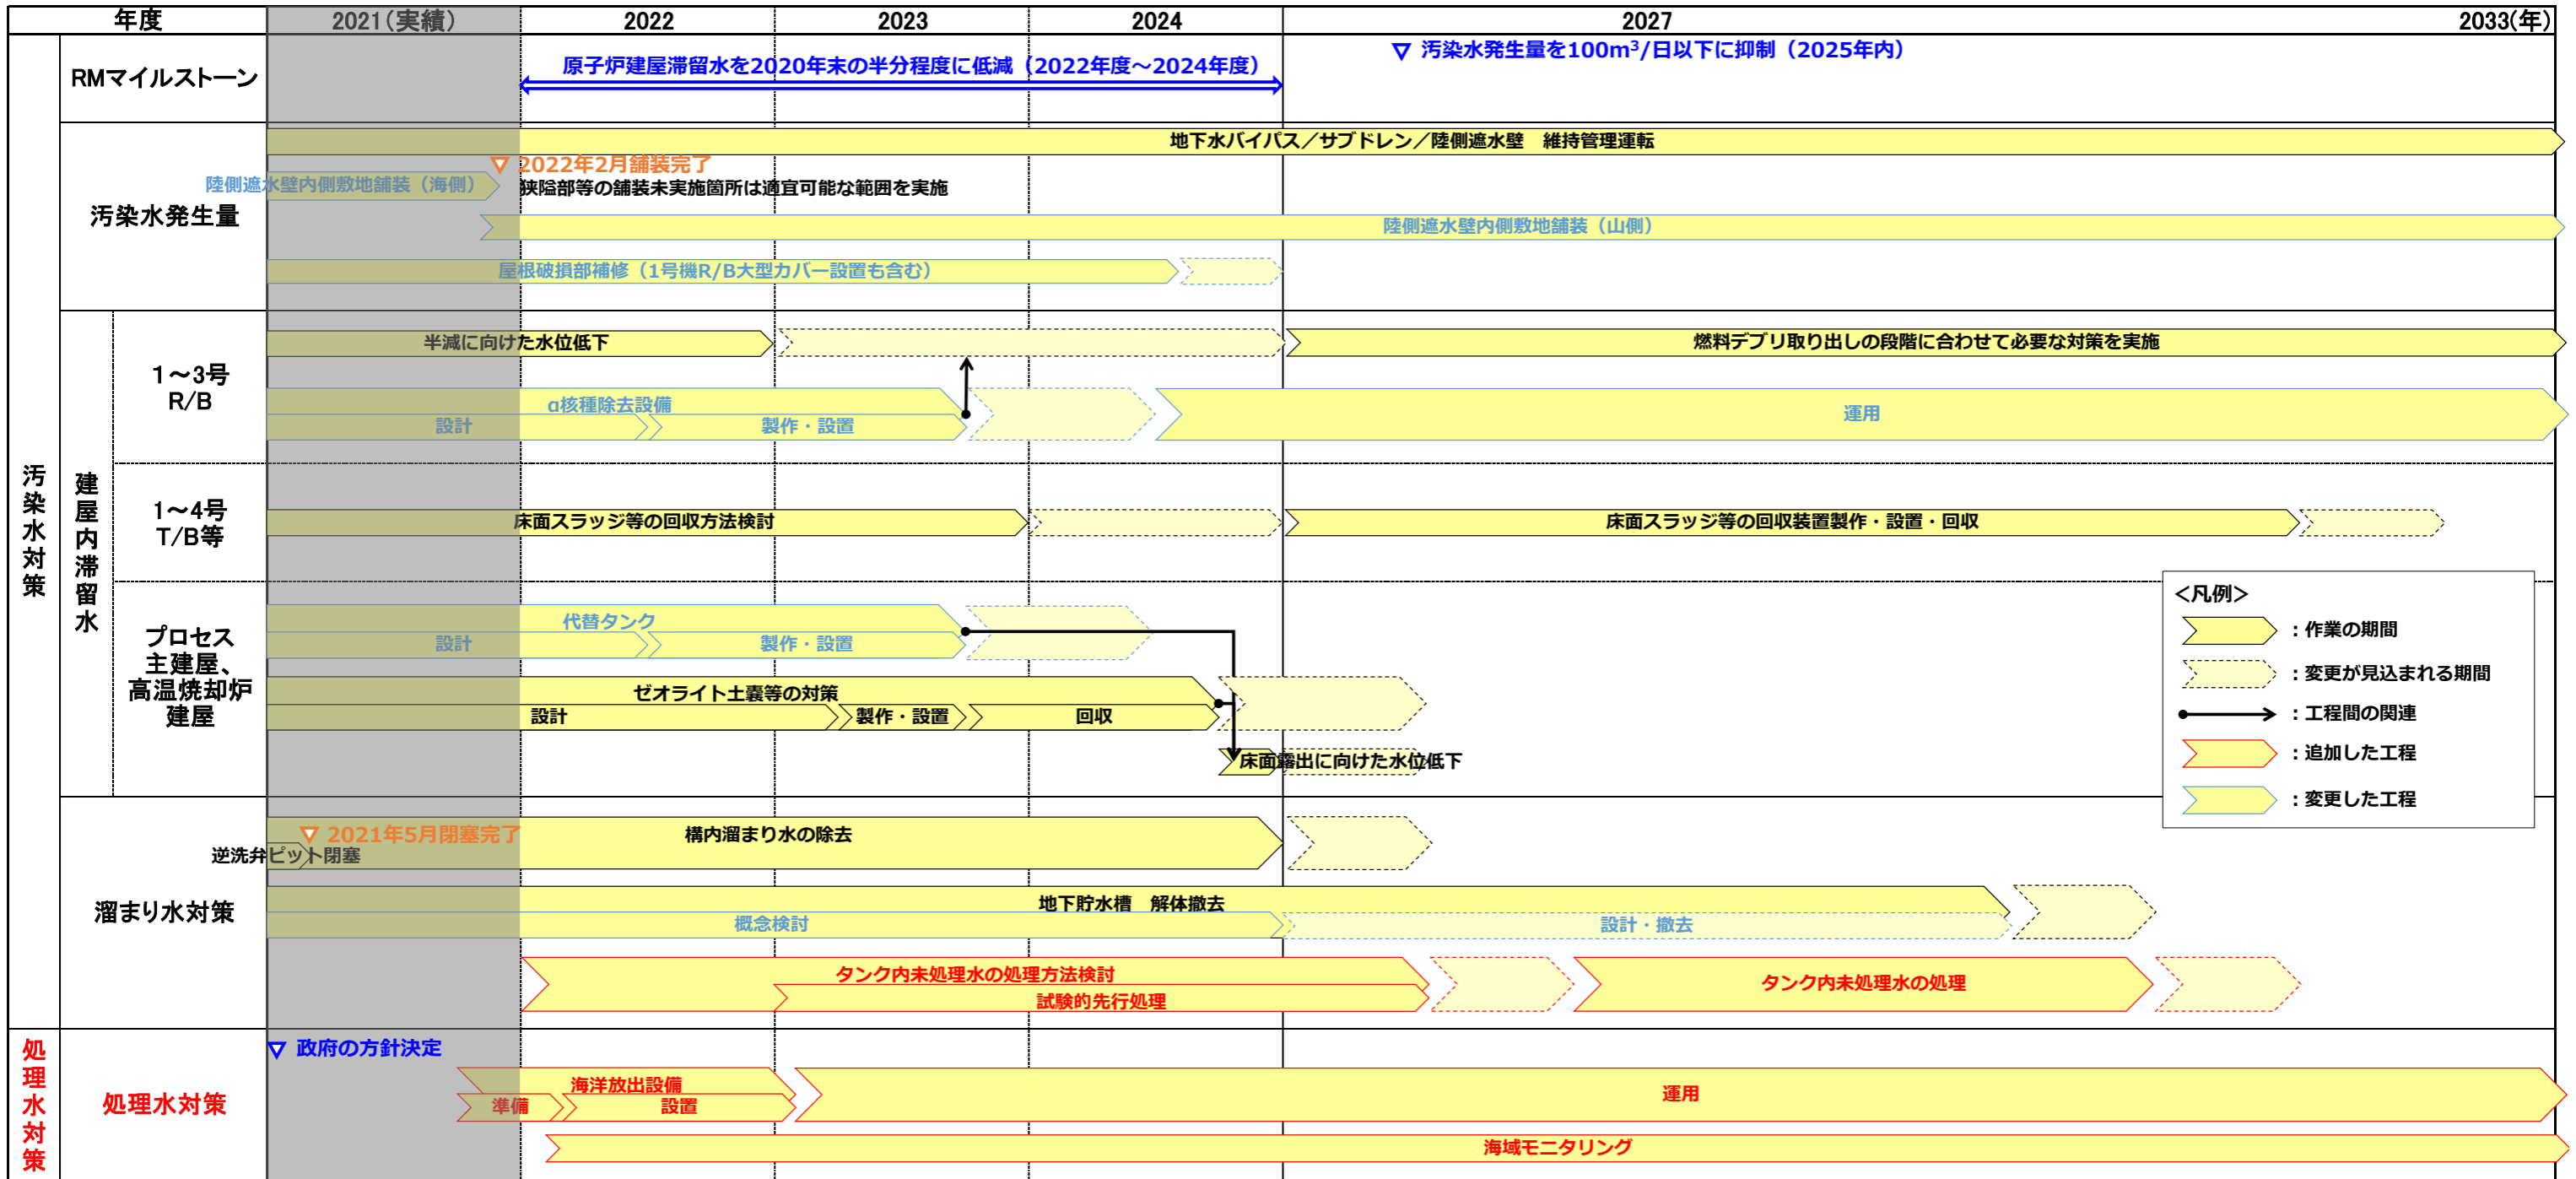 年度
2021(実績)
2022
2023
2024
2027
2033(年)
汚染水対策
RMマイルストーン
原子炉建屋滞留水を2020年末の半分程度に低減（2022年度～2024年度）
▽ 汚染水発生量を100m³/日以下に抑制（2025年内）
汚染水発生量
地下水バイパス／サブドレン／陸側遮水壁　維持管理運転
▽ 2022年2月舗装完了
陸側遮水壁内側敷地舗装（海側）
狭隘部等の舗装未実施箇所は適宜可能な範囲を実施
陸側遮水壁内側敷地舗装（山側）
屋根破損部補修（1号機R/B大型カバー設置も含む）
建屋内滞留水
1～3号
R/B
半減に向けた水位低下
燃料デブリ取り出しの段階に合わせて必要な対策を実施
α核種除去設備
設計
製作・設置
運用
1～4号
T/B等
床面スラッジ等の回収方法検討
床面スラッジ等の回収装置製作・設置・回収
プロセス
主建屋、
高温焼却炉
建屋
代替タンク
設計
製作・設置
ゼオライト土嚢等の対策
設計
製作・設置
回収
床面露出に向けた水位低下
<凡例>
：作業の期間
：変更が見込まれる期間
：工程間の関連
：追加した工程
：変更した工程
溜まり水対策
▽ 2021年5月閉塞完了
構内溜まり水の除去
逆洗弁ピット閉塞
地下貯水槽　解体撤去
概念検討
設計・撤去
タンク内未処理水の処理方法検討
試験的先行処理
タンク内未処理水の処理
処理水対策
処理水対策
▽ 政府の方針決定
海洋放出設備
準備
設置
運用
海域モニタリング